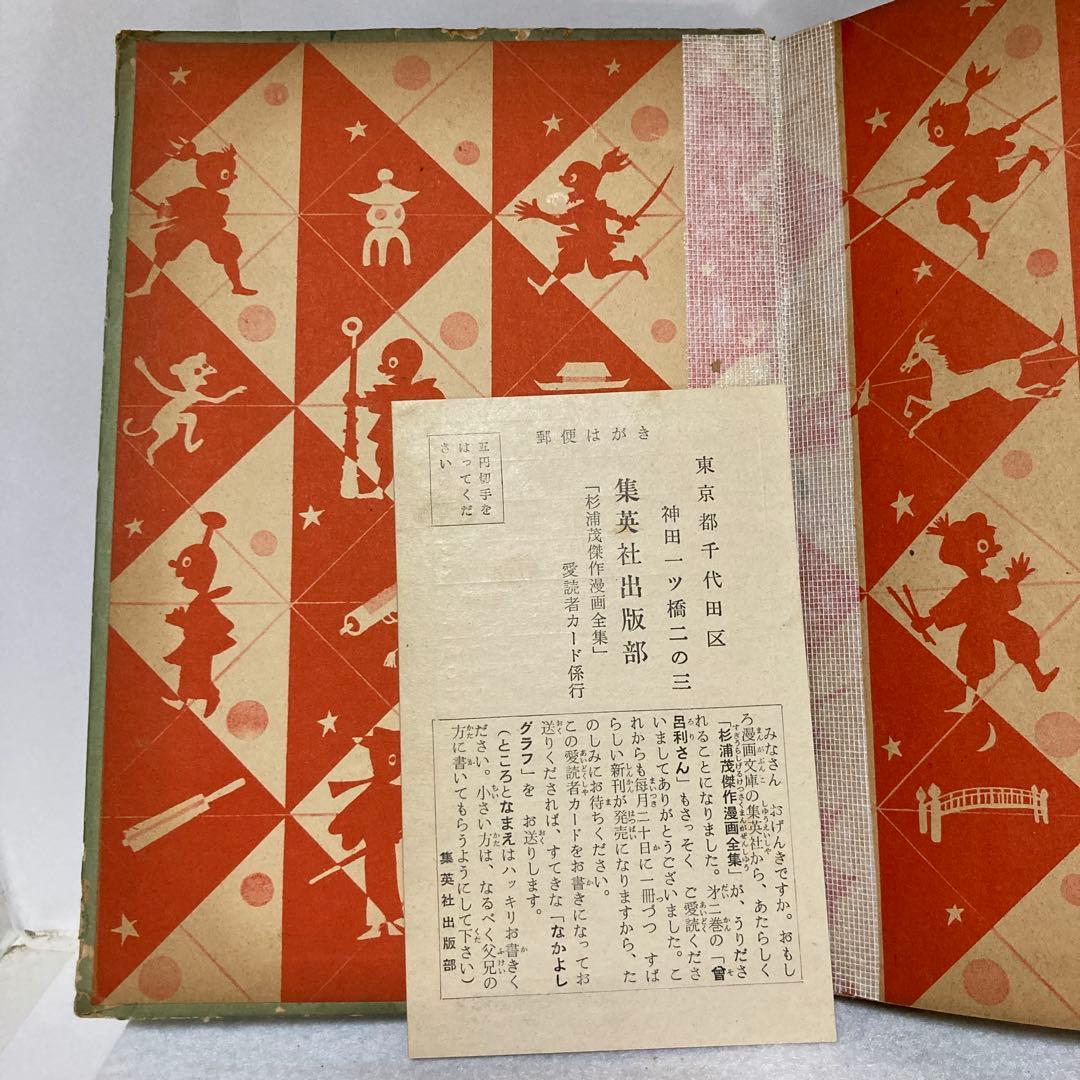 郵便はがき
東京都千代田区
神田一ツ橋二の三
集英社出版部
「杉浦茂傑作漫画全集」
愛読者カード係行
五円切手を
はってくだ
さい
みなさん　おげんきですか。おもし
ろ漫画文庫の集英社から、あたらしく
「杉浦茂傑作漫画全集」が、うりださ
れることになりました。才二巻の「曾
呂利さん」もさっそく　ご愛読くださ
いましてありがとうございました。こ
れからも毎月二十日に一冊づつ　すば
らしい新刊が発売になりますから、た
のしみにお待ちください。
この愛読者カードをお書きになってお
送りくだされば、すてきな「なかよし
グラフ」を　お送りします。
(ところとなまえはハッキリお書きく
ださい。小さい方は、なるべく父兄の
方に書いてもらうようにして下さい)
集英社出版部